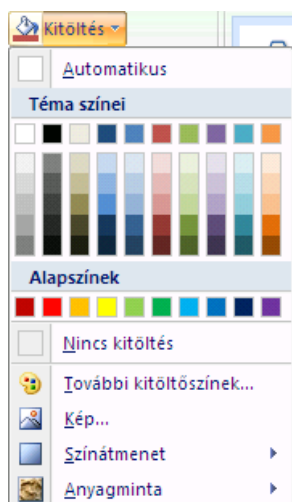 Kitöltés
Automatikus
Téma színei
Alapszínek
Nincs kitöltés
További kitöltőszínek...
Kép...
Színátmenet
Anyagminta